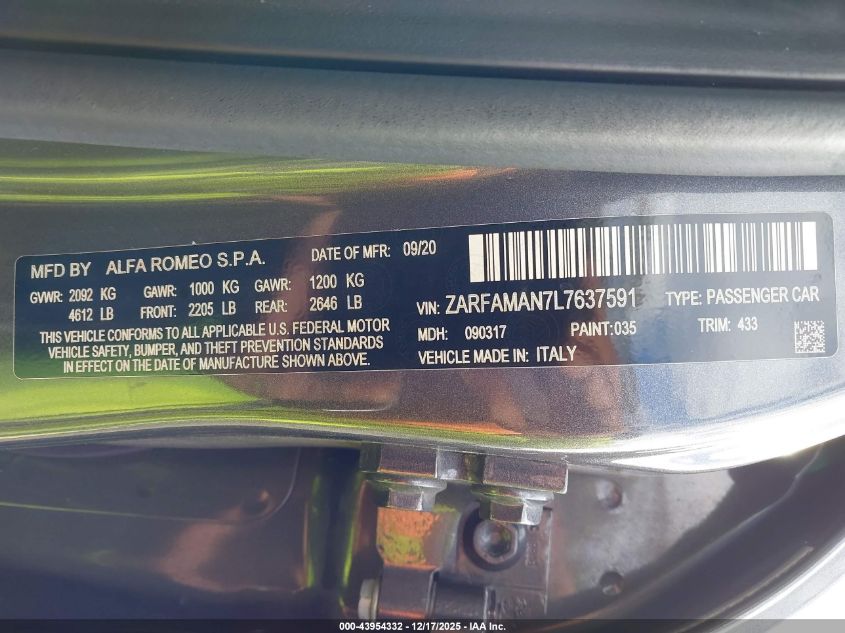 MFD BY ALFA ROMEO S.P.A. DATE OF MFR: 09/20
GVWR: 2092 KG GAWR: 1000 KG GAWR: 1200 KG
4612 LB FRONT: 2205 LB REAR: 2646 LB
THIS VEHICLE CONFORMS TO ALL APPLICABLE U.S. FEDERAL MOTOR
VEHICLE SAFETY, BUMPER, AND THEFT PREVENTION STANDARDS
IN EFFECT ON THE DATE OF MANUFACTURE SHOWN ABOVE.
VIN: ZARFAMAN7L7637591 TYPE: PASSENGER CAR
MDH: 090317 PAINT:035 TRIM: 433
VEHICLE MADE IN: ITALY
000-43954332 - 12/17/2025 - IAA Inc.